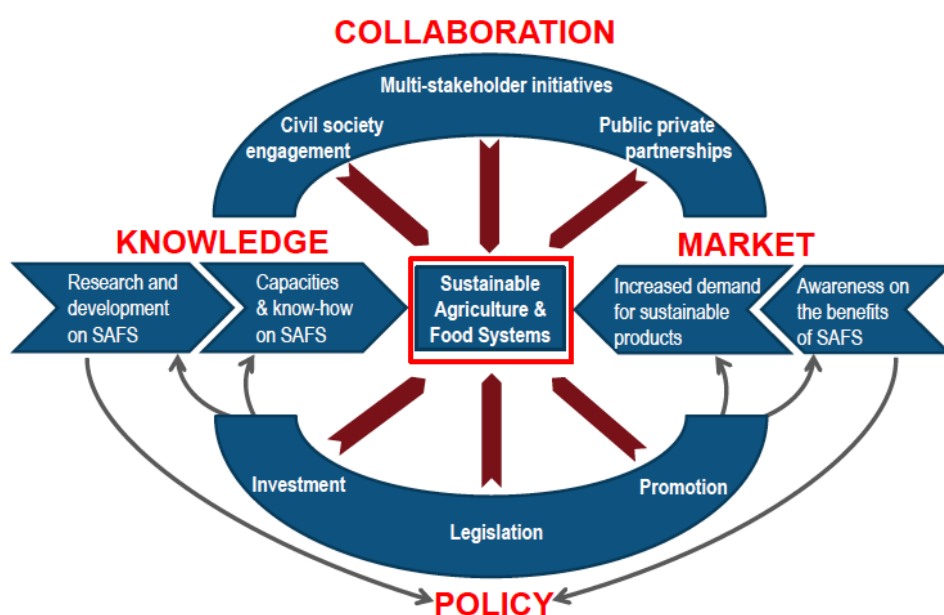 COLLABORATION
Multi-stakeholder initiatives
Civil society
engagement
Public private
partnerships
KNOWLEDGE
MARKET
Research and
development
on SAFS
Capacities
& know-how
on SAFS
Sustainable
Agriculture &
Food Systems
Increased demand
for sustainable
products
Awareness on
the benefits
of SAFS
Investment
Legislation
Promotion
POLICY